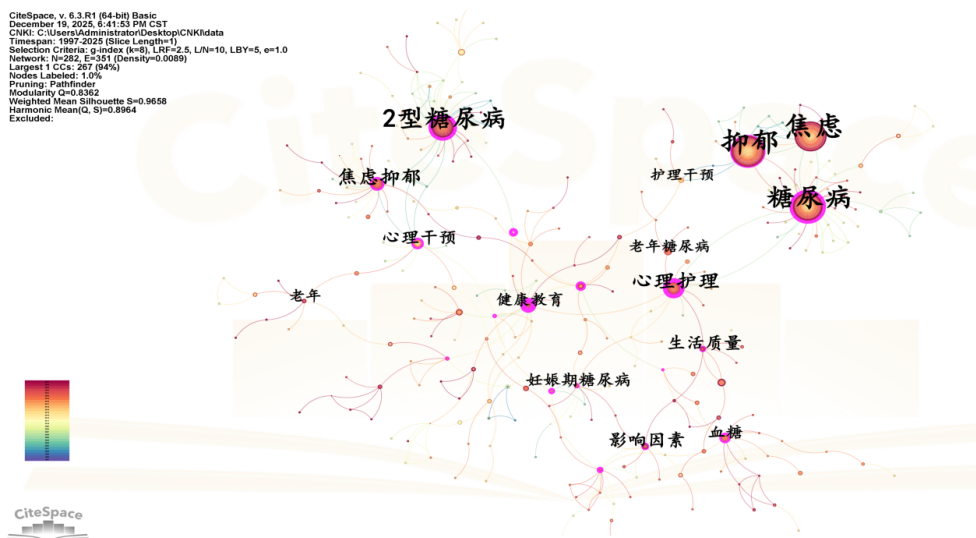 CiteSpace, v. 6.3.R1 (64-bit) Basic
December 19, 2025, 6:41:53 PM CST
CNKI: C:\Users\Administrator\Desktop\CNKI\data
Timespan: 1997-2025 (Slice Length=1)
Selection Criteria: g-index (k=8), LRF=2.5, L/N=10, LBY=5, e=1.0
Network: N=282, E=351 (Density=0.0089)
Largest 1 CCs: 267 (94%)
Nodes Labeled: 1.0%
Pruning: Pathfinder
Modularity Q=0.8362
Weighted Mean Silhouette S=0.9658
Harmonic Mean(Q, S)=0.8964
Excluded:
2型糖尿病
焦虑
抑郁
护理干预
焦虑抑郁
糖尿病
心理干预
老年糖尿病
心理护理
老年
健康教育
生活质量
妊娠期糖尿病
血糖
影响因素
CiteSpace
CiteSpace